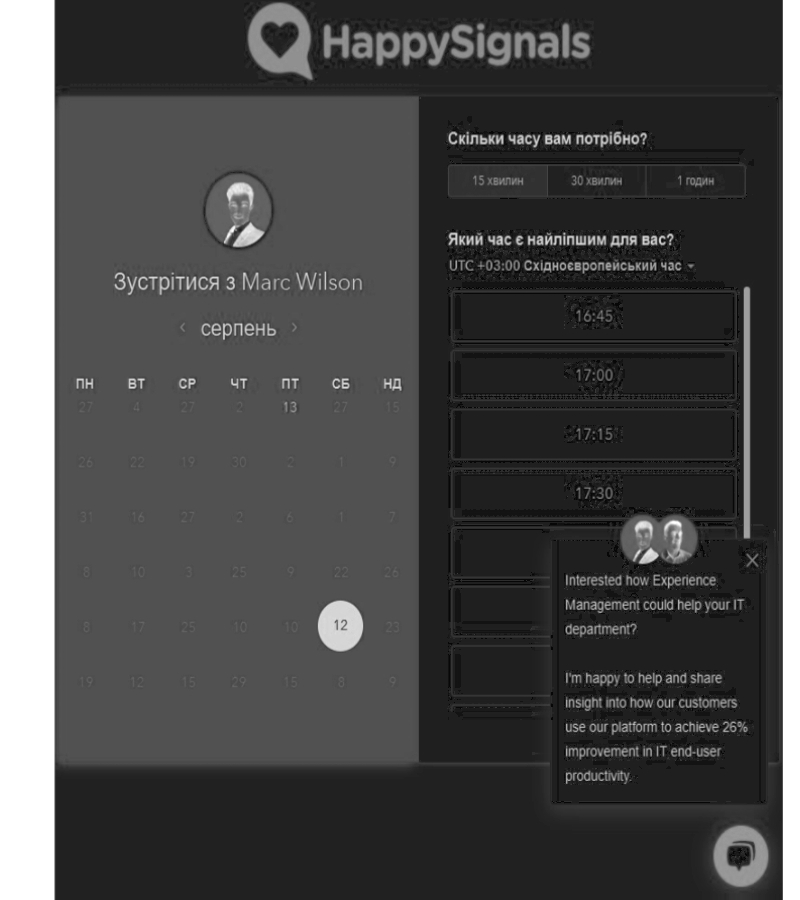 HappySignals
Зустрітися з Marc Wilson
серпень
ПН ВТ СР ЧТ ПТ СБ НД
27 4 27 2 13 27 15
26 22 19 30 2 1 9
31 16 27 2 6 1 7
8 10 3 25 9 22 26
8 17 25 10 10 12 23
19 12 15 29 15 8 9
Скільки часу вам потрібно?
15 хвилин 30 хвилин 1 годин
Який час є найліпшим для вас?
UTC +03:00 Східноєвропейський час
16:45
17:00
17:15
17:30
Interested how Experience
Management could help your IT
department?
I'm happy to help and share
insight into how our customers
use our platform to achieve 26%
improvement in IT end-user
productivity.